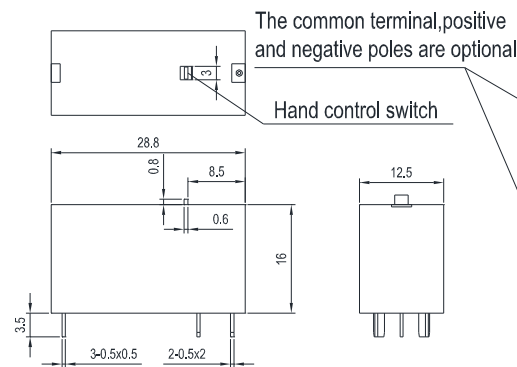 The common terminal,positive
and negative poles are optional
3
Hand control switch
28.8
0.8
8.5
12.5
0.6
16
3.5
3-0.5x0.5
2-0.5x2